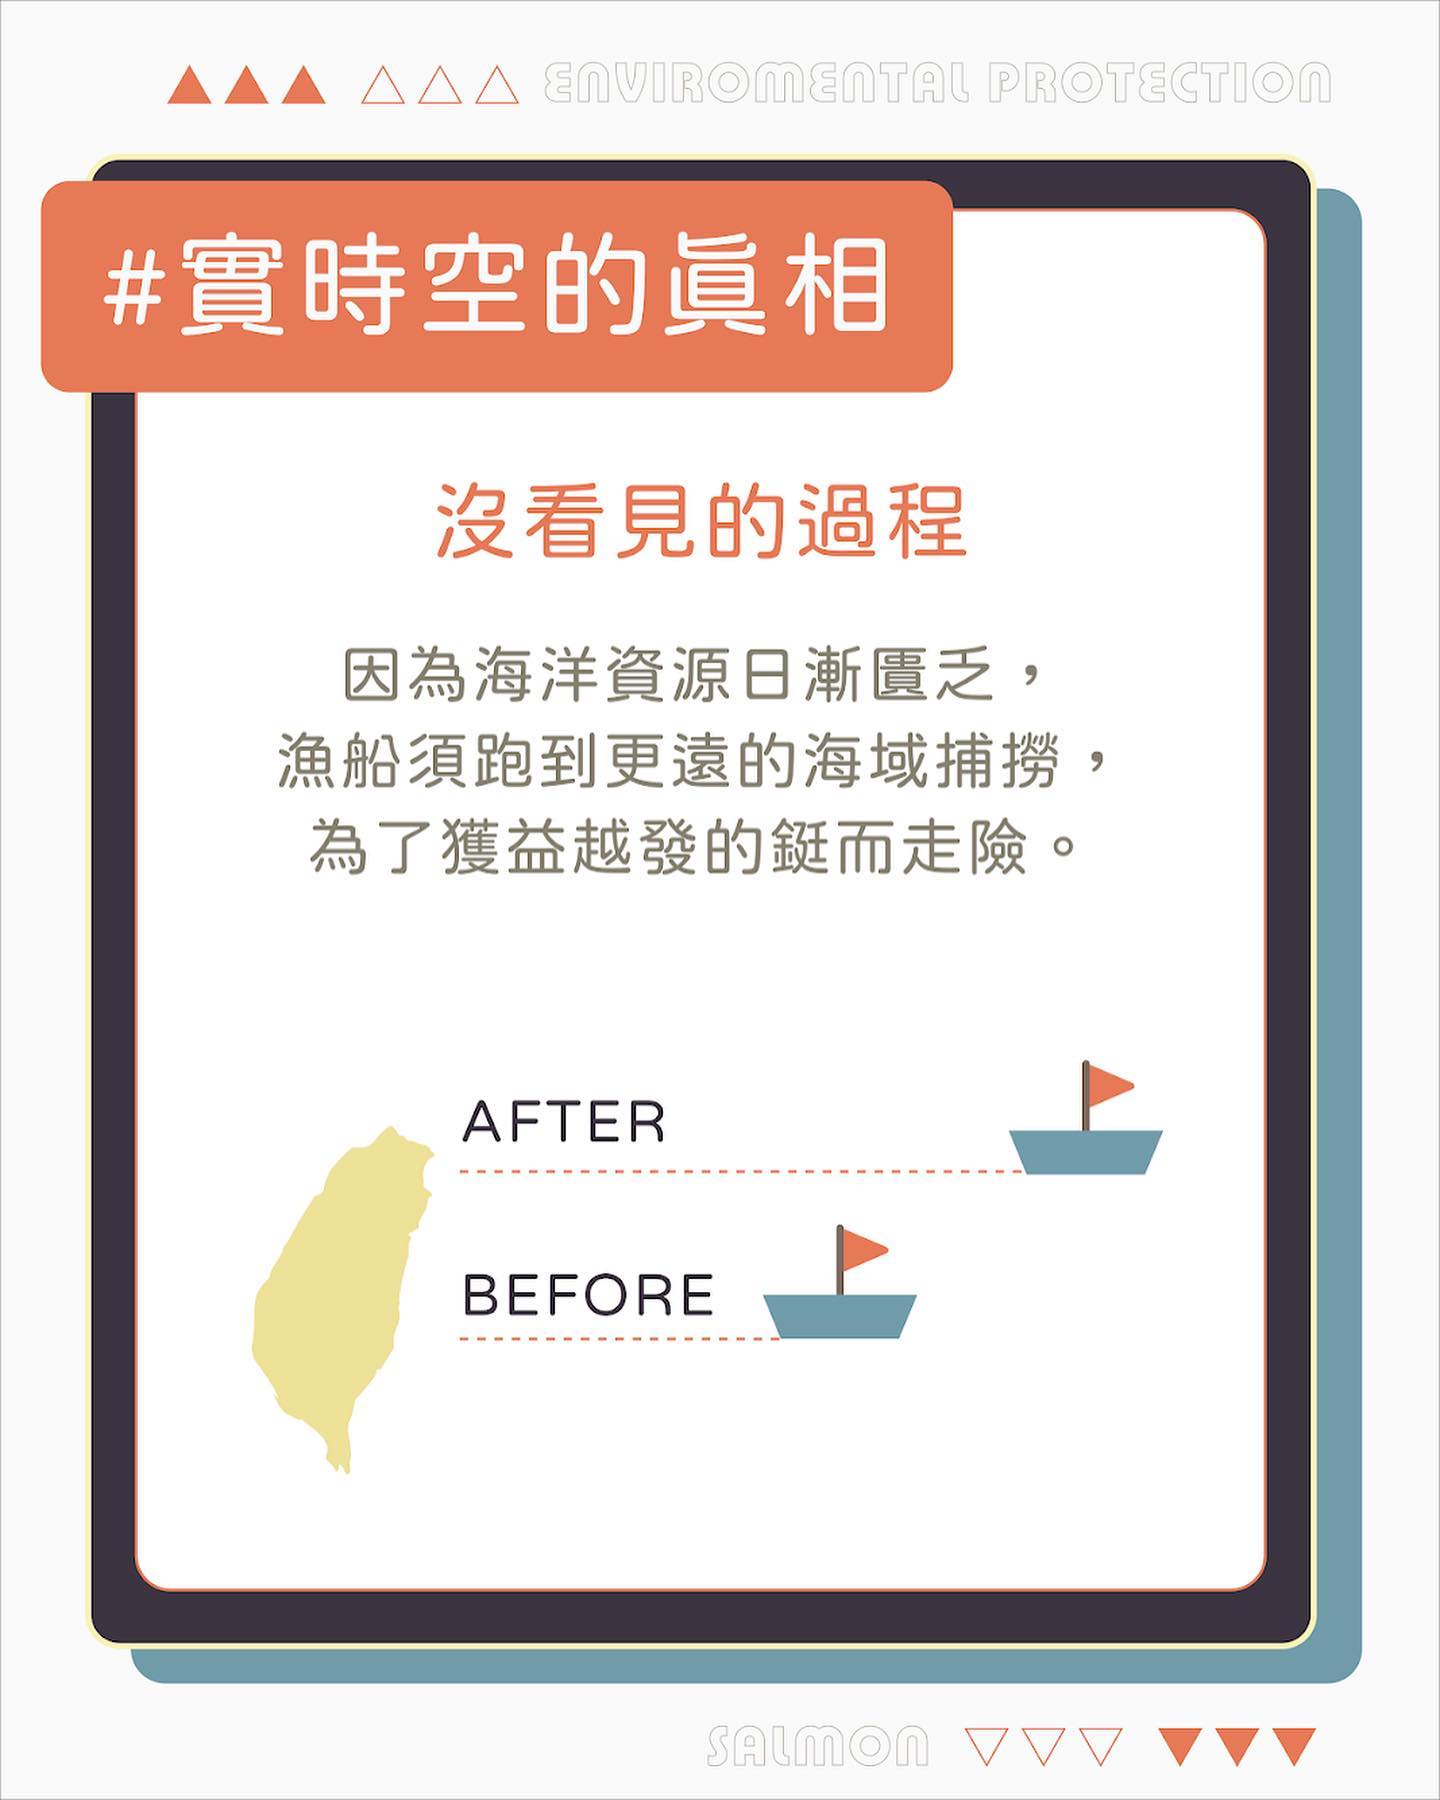 ENVIROMENTAL PROTECTION
#實時空的真相
沒看見的過程
因為海洋資源日漸匱乏，
漁船須跑到更遠的海域捕撈，
為了獲益越發的鋌而走險。
AFTER
BEFORE
SALMON